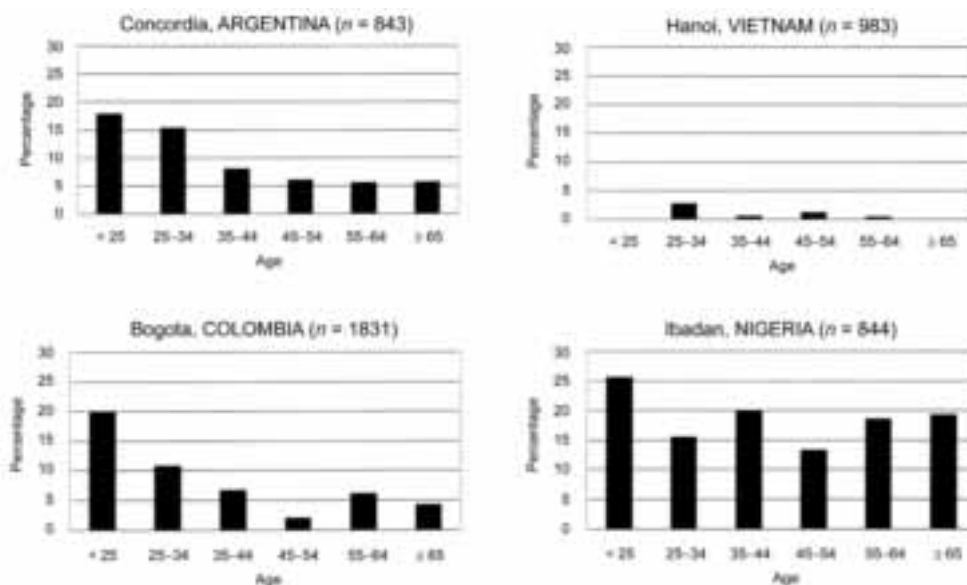 Concordia, ARGENTINA (n = 843)
30
25
20
15
10
5
0
Percentage
< 25 25–34 35–44 45–54 55–64 ≥ 65
Age
Hanoi, VIETNAM (n = 983)
30
25
20
15
10
5
0
Percentage
< 25 25–34 35–44 45–54 55–64 ≥ 65
Age
Bogota, COLOMBIA (n = 1831)
30
25
20
15
10
5
0
Percentage
< 25 25–34 35–44 45–54 55–64 ≥ 65
Age
Ibadan, NIGERIA (n = 844)
30
25
20
15
10
5
0
Percentage
< 25 25–34 35–44 45–54 55–64 ≥ 65
Age